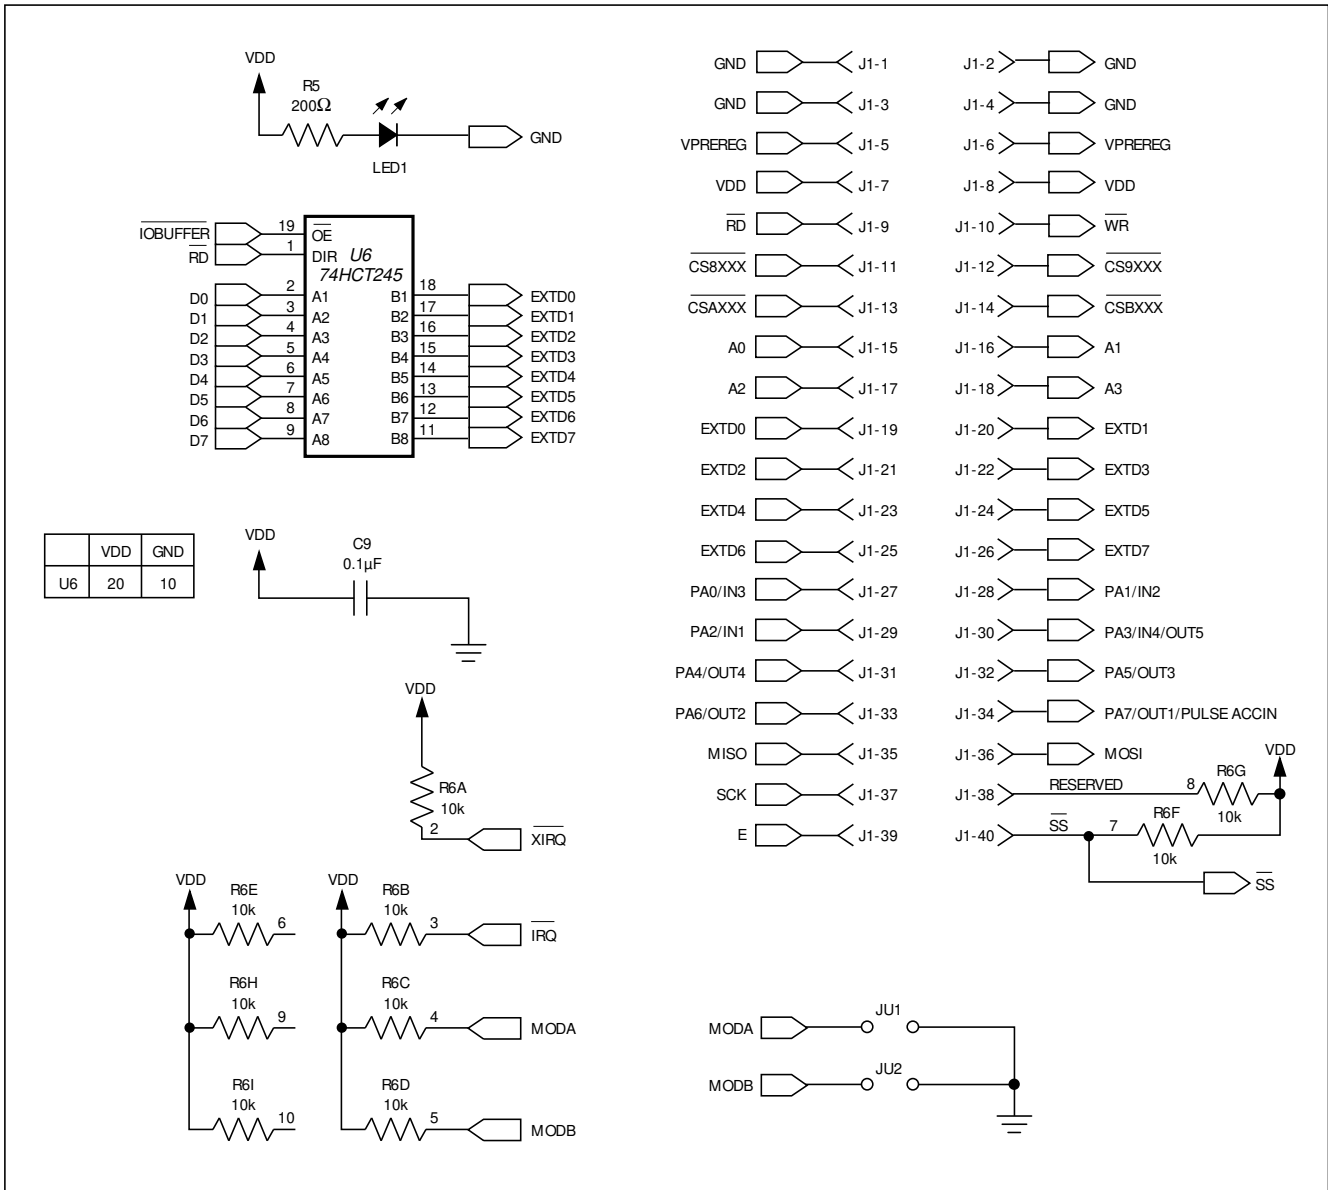 VDD
R5
200Ω
LED1
GND
IOBUFFER 19 OE
RD 1 DIR U6
74HCT245
D0 2 A1 B1 18 EXTD0
D1 3 A2 B2 17 EXTD1
D2 4 A3 B3 16 EXTD2
D3 5 A4 B4 15 EXTD3
D4 6 A5 B5 14 EXTD4
D5 7 A6 B6 13 EXTD5
D6 8 A7 B7 12 EXTD6
D7 9 A8 B8 11 EXTD7
VDD GND
U6 20 10
VDD
C9
0.1µF
VDD
R6A
10k
2
XIRQ
VDD
R6E
10k
6
R6H
10k
9
R6I
10k
10
VDD
R6B
10k
3
IRQ
R6C
10k
4
MODA
R6D
10k
5
MODB
GND J1-1 J1-2 GND
GND J1-3 J1-4 GND
VPREREG J1-5 J1-6 VPREREG
VDD J1-7 J1-8 VDD
RD J1-9 J1-10 WR
CS8XXX J1-11 J1-12 CS9XXX
CSAXXX J1-13 J1-14 CSBXXX
A0 J1-15 J1-16 A1
A2 J1-17 J1-18 A3
EXTD0 J1-19 J1-20 EXTD1
EXTD2 J1-21 J1-22 EXTD3
EXTD4 J1-23 J1-24 EXTD5
EXTD6 J1-25 J1-26 EXTD7
PA0/IN3 J1-27 J1-28 PA1/IN2
PA2/IN1 J1-29 J1-30 PA3/IN4/OUT5
PA4/OUT4 J1-31 J1-32 PA5/OUT3
PA6/OUT2 J1-33 J1-34 PA7/OUT1/PULSE ACCIN
MISO J1-35 J1-36 MOSI
VDD
SCK J1-37 J1-38 RESERVED 8 R6G
10k
E J1-39 J1-40 SS 7 R6F
10k
SS
MODA JU1
MODB JU2